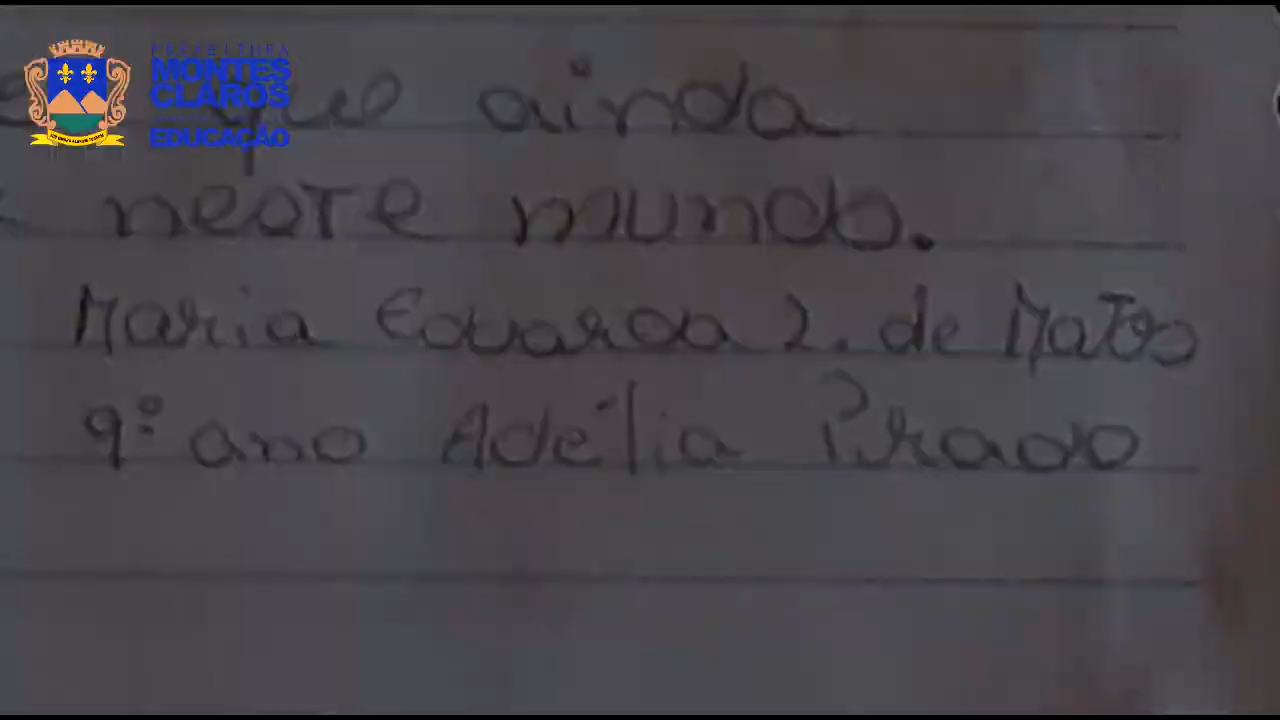 PREFEITURA
MONTES
CLAROS
EDUCAÇÃO
que ainda
neste mundo.
Maria Eduarda L. de Matos
9º ano Adélia Prado